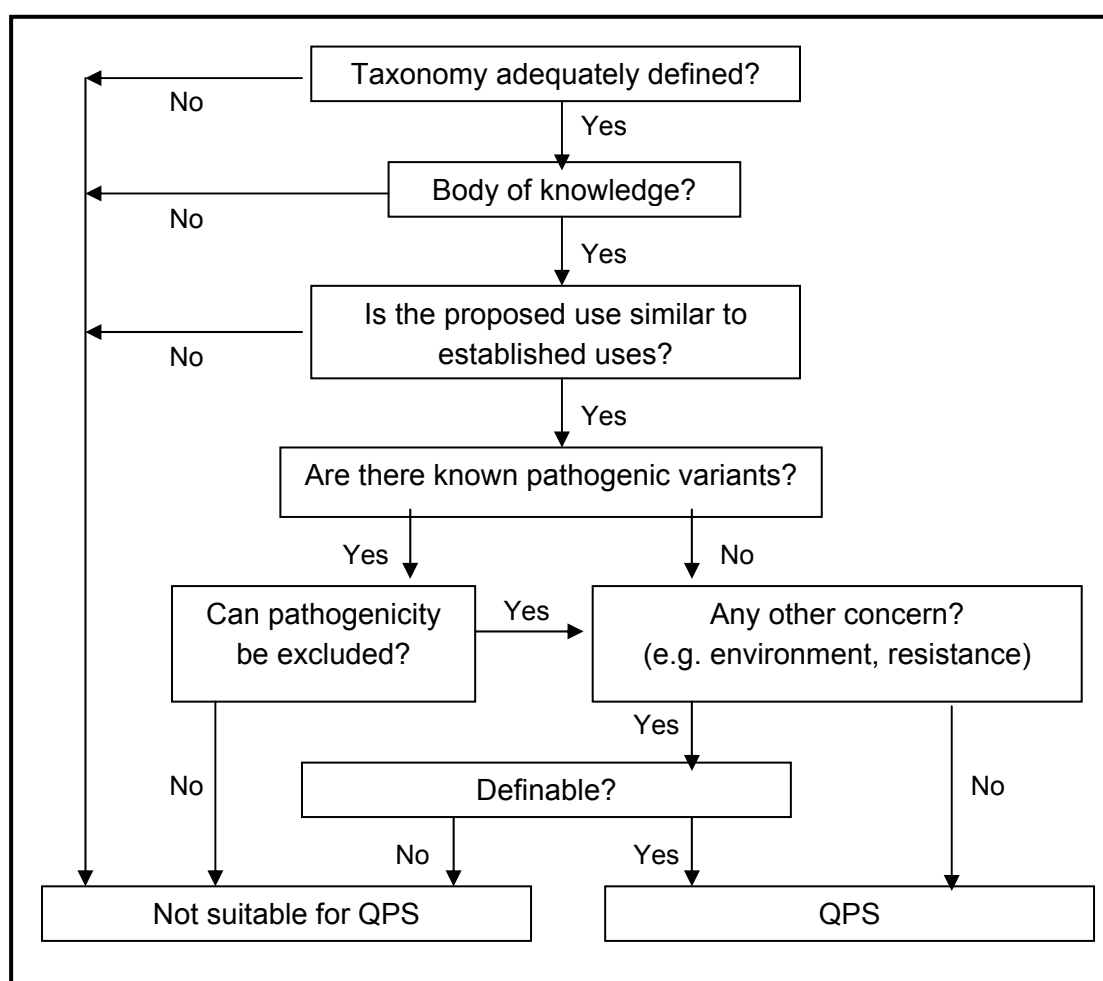 Taxonomy adequately defined?
No
Yes
Body of knowledge?
No
Yes
Is the proposed use similar to
established uses?
No
Yes
Are there known pathogenic variants?
Yes
No
Can pathogenicity
be excluded?
Yes
Any other concern?
(e.g. environment, resistance)
Yes
No
Definable?
No
No
Yes
Not suitable for QPS
QPS